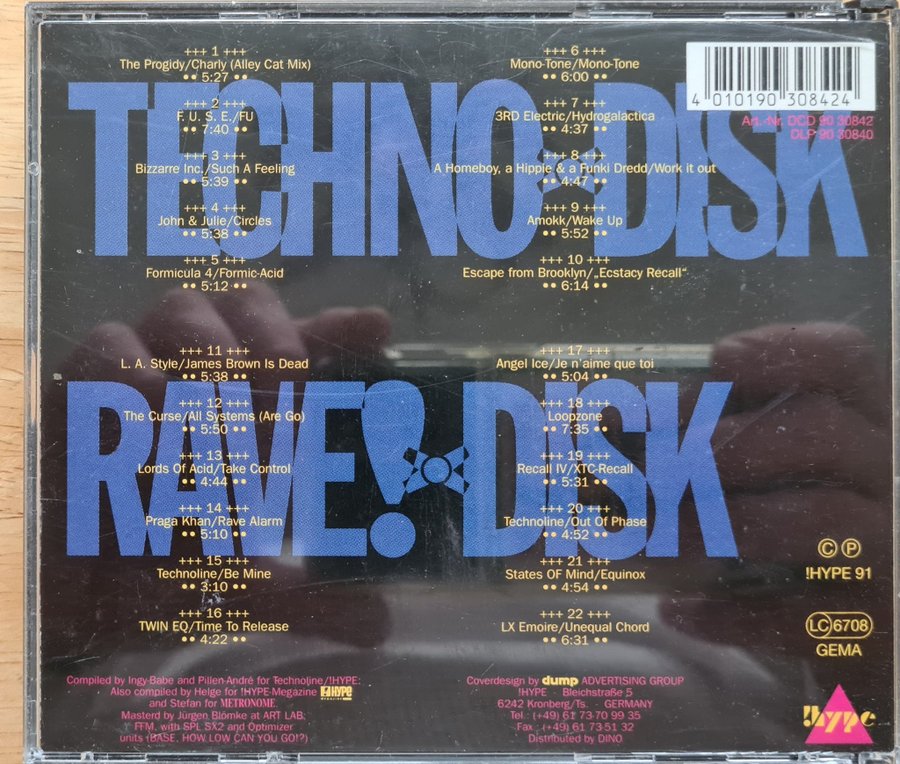 TECHNO DISK
+++ 1 +++
The Progidy/Charly (Alley Cat Mix)
•• 5:27 ••
+++ 2 +++
F. U. S. E./FU
•• 7:40 ••
+++ 3 +++
Bizzarre Inc./Such A Feeling
•• 5:39 ••
+++ 4 +++
John & Julie/Circles
•• 5:38 ••
+++ 5 +++
Formicula 4/Formic-Acid
•• 5:12 ••
+++ 6 +++
Mono-Tone/Mono-Tone
•• 6:00 ••
+++ 7 +++
3RD Electric/Hydrogalactica
•• 4:37 ••
+++ 8 +++
A Homeboy, a Hippie & a Funki Dredd/Work it out
•• 4:47 ••
+++ 9 +++
Amokk/Wake Up
•• 5:52 ••
+++ 10 +++
Escape from Brooklyn/„Ecstacy Recall“
•• 6:14 ••
4 010190 308424
Art.-Nr. DCD 90 30842
DLP 90 30840
RAVE! DISK
+++ 11 +++
L. A. Style/James Brown Is Dead
•• 5:38 ••
+++ 12 +++
The Curse/All Systems (Are Go)
•• 5:50 ••
+++ 13 +++
Lords Of Acid/Take Control
•• 4:44 ••
+++ 14 +++
Praga Khan/Rave Alarm
•• 5:10 ••
+++ 15 +++
Technoline/Be Mine
•• 3:10 ••
+++ 16 +++
TWIN EQ/Time To Release
•• 4:22 ••
+++ 17 +++
Angel Ice/Je n'aime que toi
•• 5:04 ••
+++ 18 +++
Loopzone
•• 7:35 ••
+++ 19 +++
Recall IV/XTC-Recall
•• 5:31 ••
+++ 20 +++
Technoline/Out Of Phase
•• 4:52 ••
+++ 21 +++
States OF Mind/Equinox
•• 4:54 ••
+++ 22 +++
LX Emoire/Unequal Chord
•• 6:31 ••
© ℗
!HYPE 91
LC 6708
GEMA
Compiled by Ingy-Babe and Pillen-André for Technoline/!HYPE;
Also compiled by Helge for !HYPE-Megazine !HYPE
and Stefan for METRONOME.
Masterd by Jürgen Blömke at ART LAB;
FFM, with SPL SX2 and Optimizer
units (BASE, HOW LOW CAN YOU GO!?)
Coverdesign by dump ADVERTISING GROUP
!HYPE · Bleichstraße 5
6242 Kronberg/Ts. · GERMANY
Tel.: (+49) 61 73-70 99 35
Fax: (+49) 61 73 51 32
Distributed by DINO
!hype